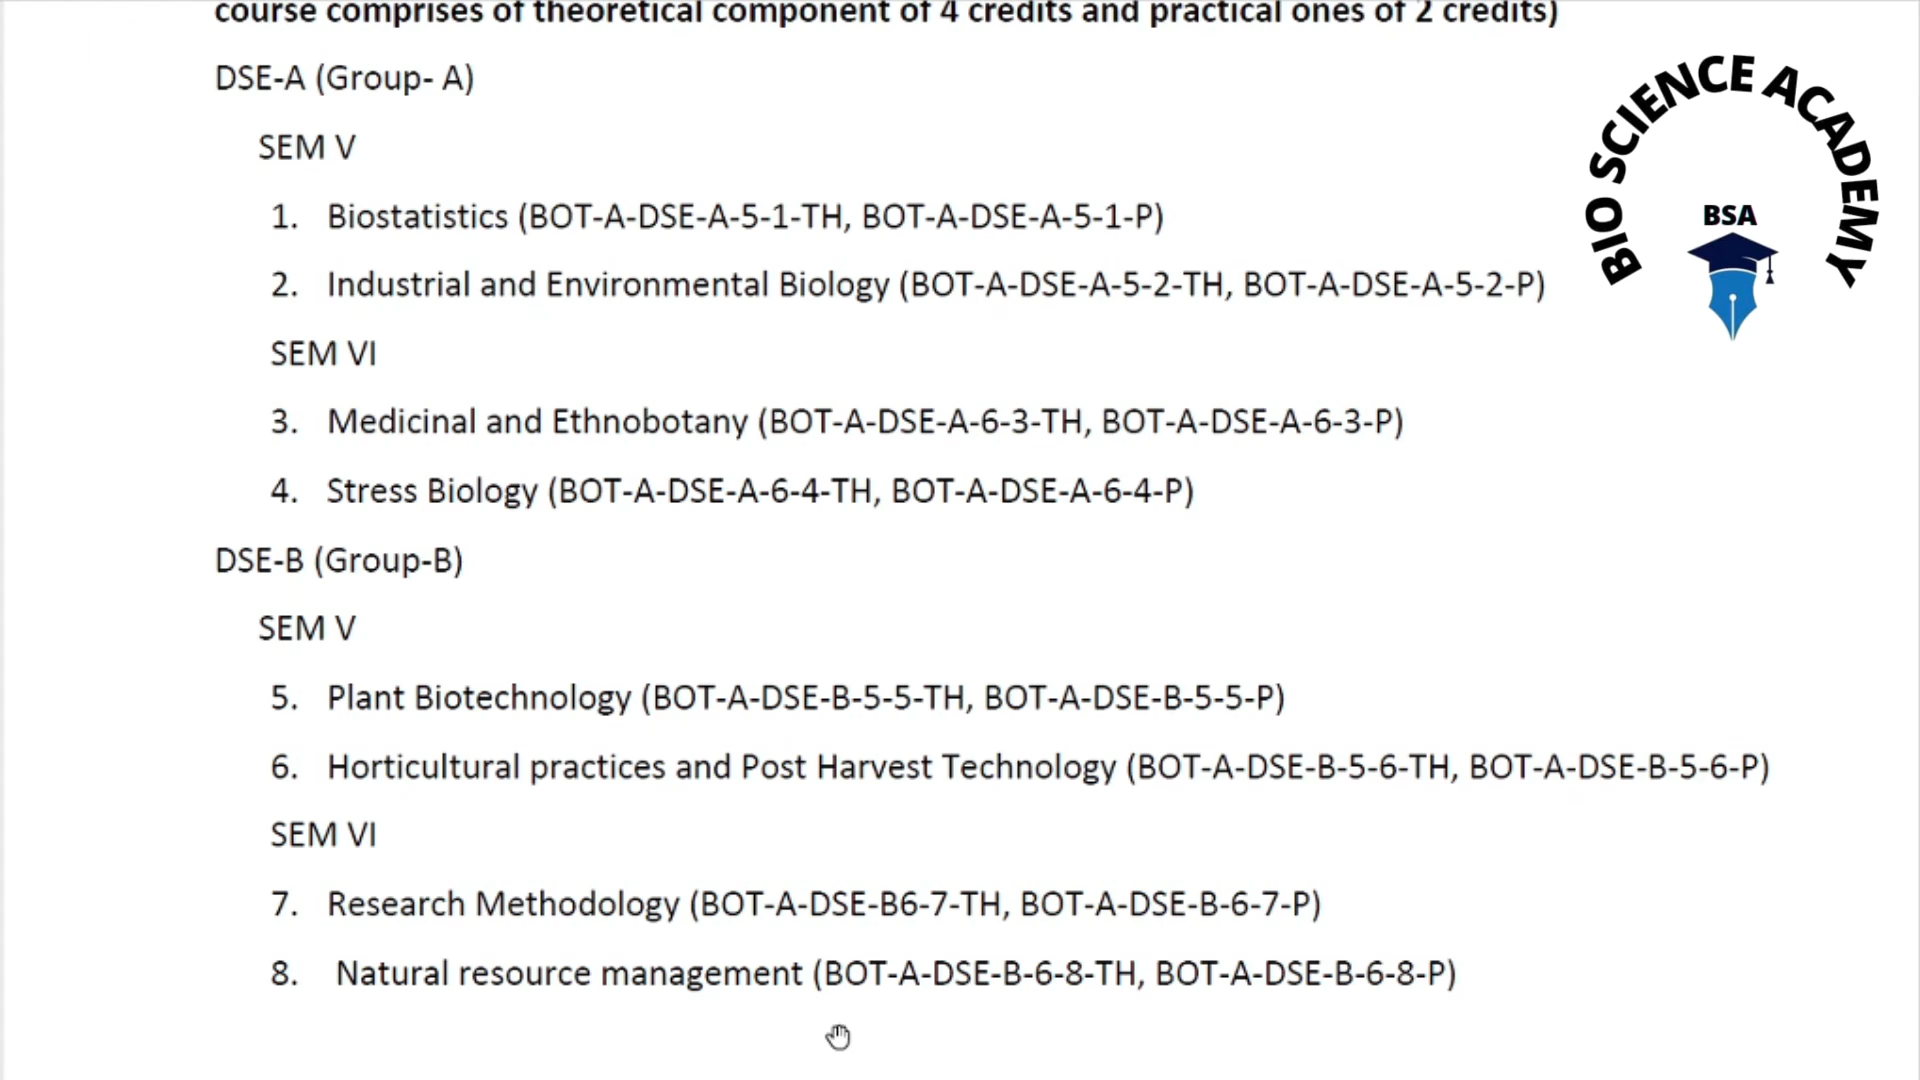 course comprises of theoretical component of 4 credits and practical ones of 2 credits)
DSE-A (Group- A)
SEM V
1. Biostatistics (BOT-A-DSE-A-5-1-TH, BOT-A-DSE-A-5-1-P)
2. Industrial and Environmental Biology (BOT-A-DSE-A-5-2-TH, BOT-A-DSE-A-5-2-P)
SEM VI
3. Medicinal and Ethnobotany (BOT-A-DSE-A-6-3-TH, BOT-A-DSE-A-6-3-P)
4. Stress Biology (BOT-A-DSE-A-6-4-TH, BOT-A-DSE-A-6-4-P)
DSE-B (Group-B)
SEM V
5. Plant Biotechnology (BOT-A-DSE-B-5-5-TH, BOT-A-DSE-B-5-5-P)
6. Horticultural practices and Post Harvest Technology (BOT-A-DSE-B-5-6-TH, BOT-A-DSE-B-5-6-P)
SEM VI
7. Research Methodology (BOT-A-DSE-B6-7-TH, BOT-A-DSE-B-6-7-P)
8. Natural resource management (BOT-A-DSE-B-6-8-TH, BOT-A-DSE-B-6-8-P)
BIO SCIENCE ACADEMY
BSA